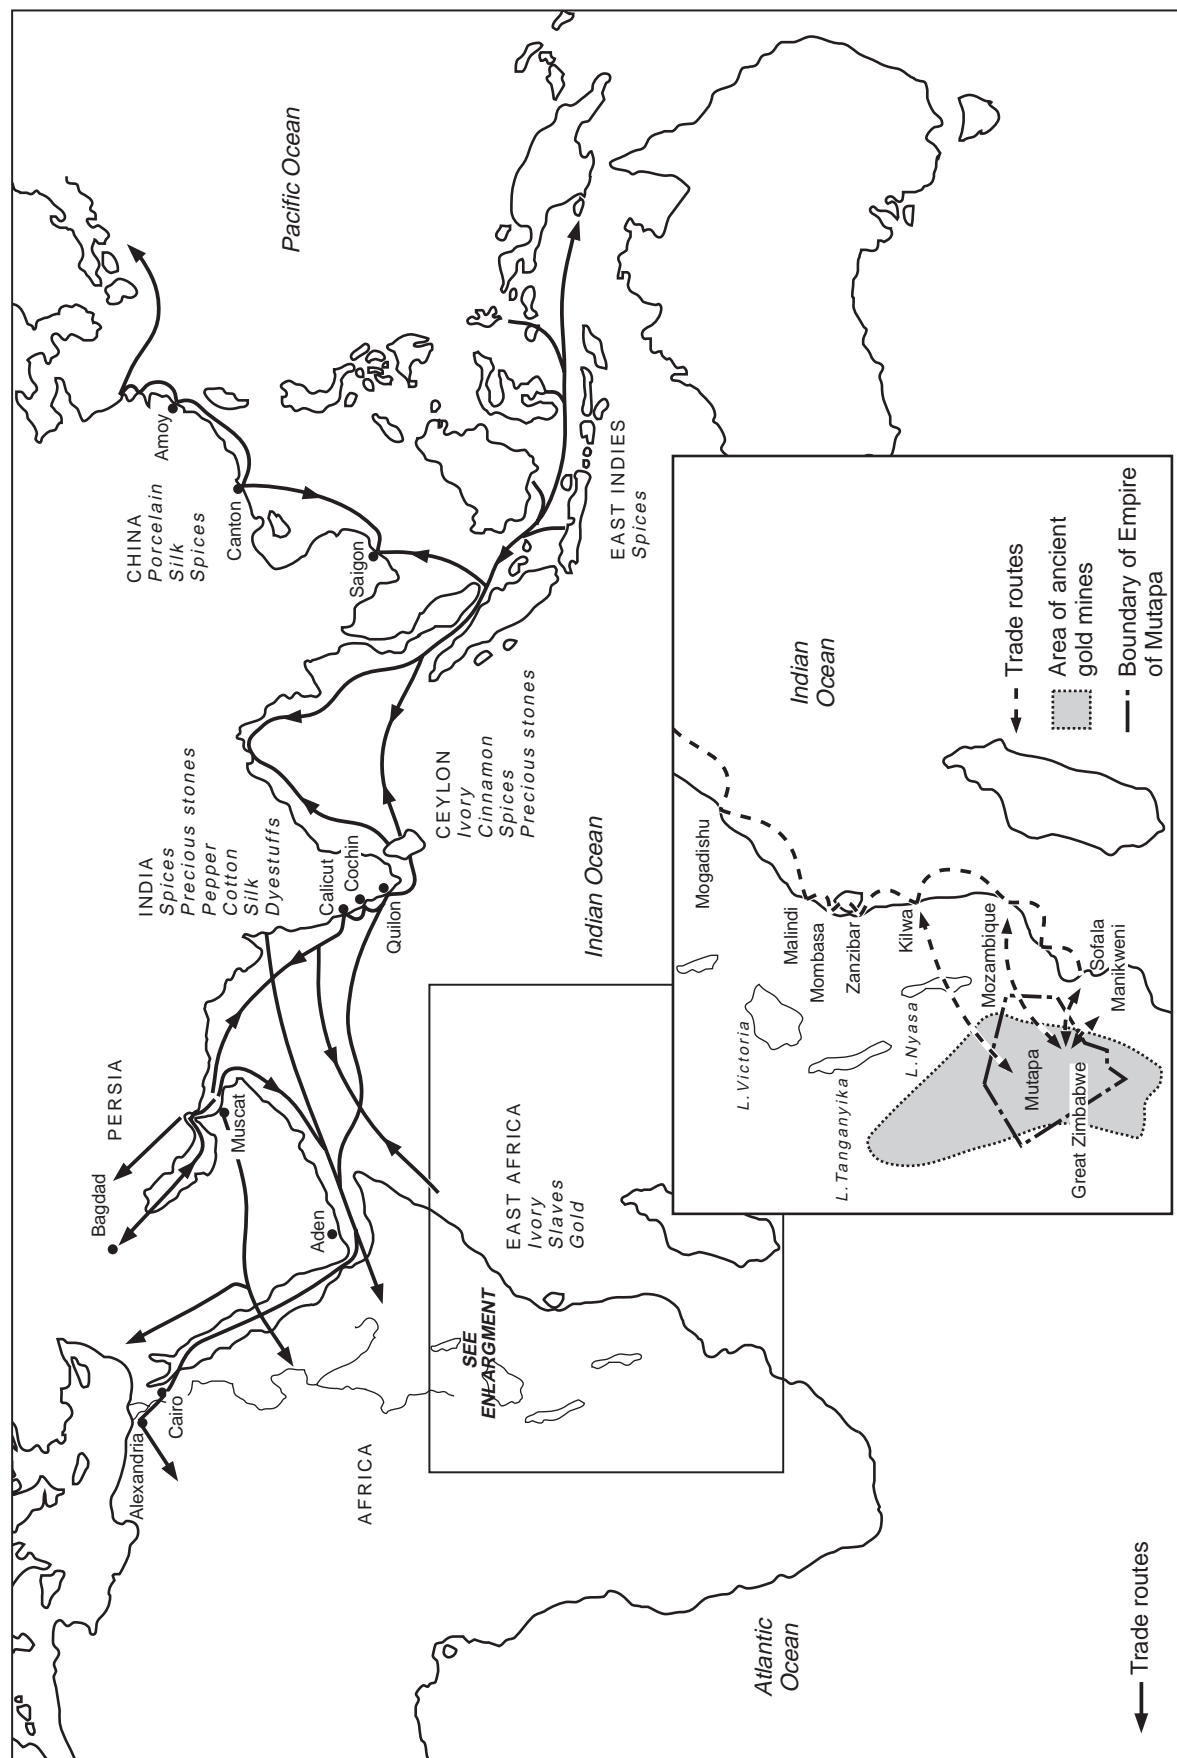 Pacific Ocean
CHINA
Porcelain
Silk
Spices
Amoy
Canton
Saigon
EAST INDIES
Spices
INDIA
Spices
Precious stones
Pepper
Cotton
Silk
Dyestuffs
Calicut
Cochin
Quilon
CEYLON
Ivory
Cinnamon
Spices
Precious stones
Indian Ocean
PERSIA
Bagdad
Muscat
Aden
Alexandria
Cairo
AFRICA
EAST AFRICA
Ivory
Slaves
Gold
SEE
ENLARGMENT
Atlantic
Ocean
Trade routes
Mogadishu
Malindi
Mombasa
Zanzibar
Kilwa
Mozambique
Sofala
Manikweni
L.Victoria
L.Tanganyika
L.Nyasa
Mutapa
Great Zimbabwe
Indian
Ocean
Trade routes
Area of ancient
gold mines
Boundary of Empire
of Mutapa